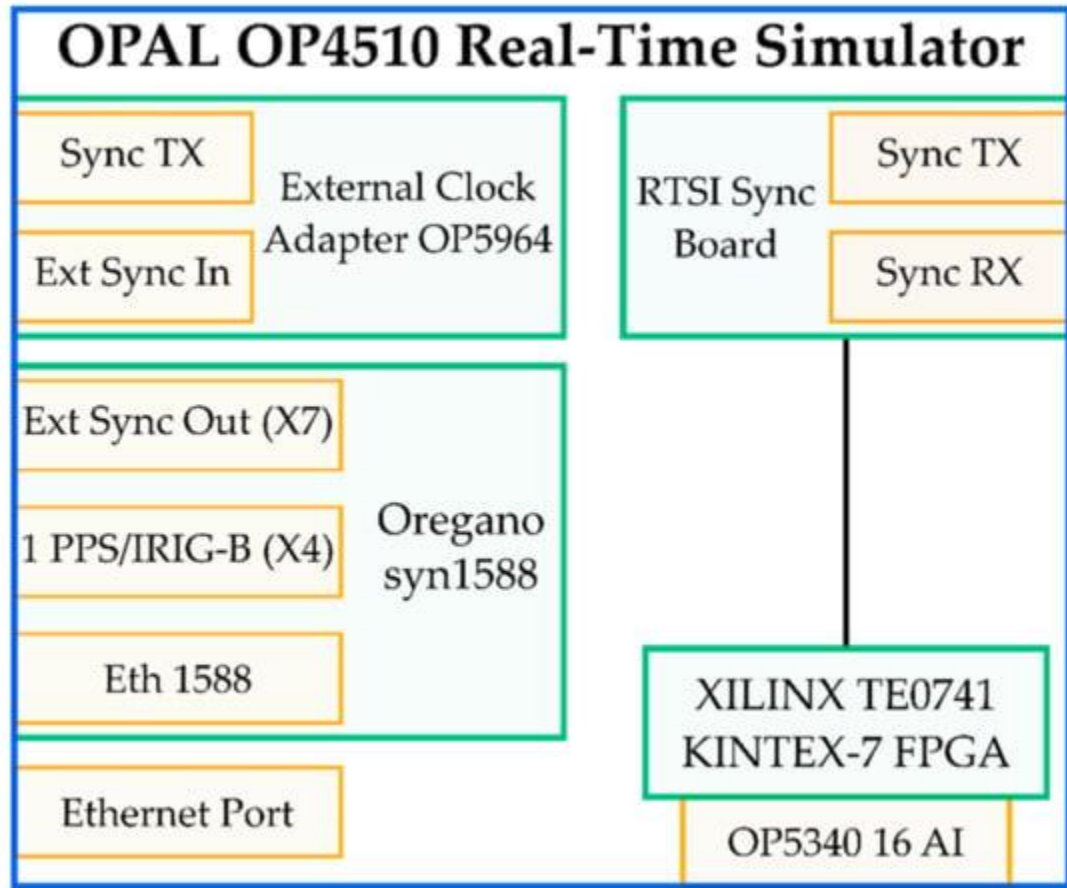 OPAL OP4510 Real-Time Simulator
Sync TX
Ext Sync In
External Clock
Adapter OP5964
RTSI Sync
Board
Sync TX
Sync RX
Ext Sync Out (X7)
1 PPS/IRIG-B (X4)
Eth 1588
Oregano
syn1588
Ethernet Port
XILINX TE0741
KINTEX-7 FPGA
OP5340 16 AI